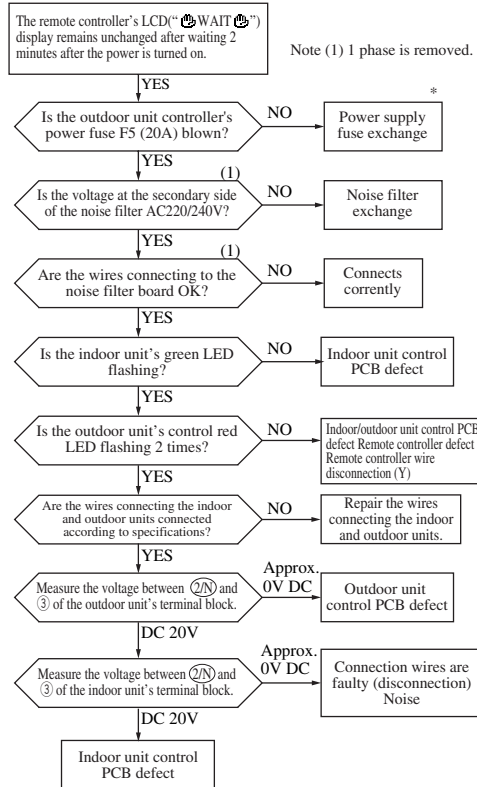 The remote controller's LCD("✋WAIT✋")
display remains unchanged after waiting 2
minutes after the power is turned on.
Note (1) 1 phase is removed.
YES
Is the outdoor unit controller's
power fuse F5 (20A) blown?
NO
*
Power supply
fuse exchange
YES
(1)
Is the voltage at the secondary side
of the noise filter AC220/240V?
NO
Noise filter
exchange
YES
(1)
Are the wires connecting to the
noise filter board OK?
NO
Connects
corrently
YES
Is the indoor unit's green LED
flashing?
NO
Indoor unit control
PCB defect
YES
Is the outdoor unit's control red
LED flashing 2 times?
NO
Indoor/outdoor unit control PCB
defect Remote controller defect
Remote controller wire
disconnection (Y)
YES
Are the wires connecting the indoor
and outdoor units connected
according to specifications?
NO
Repair the wires
connecting the indoor
and outdoor units.
YES
Measure the voltage between (2/N) and
③ of the outdoor unit's terminal block.
Approx.
0V DC
Outdoor unit
control PCB defect
DC 20V
Measure the voltage between (2/N) and
③ of the indoor unit's terminal block.
Approx.
0V DC
Connection wires are
faulty (disconnection)
Noise
DC 20V
Indoor unit control
PCB defect